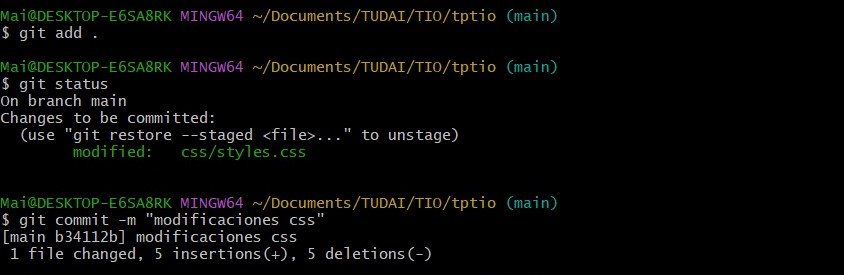 Mai@DESKTOP-E6SA8RK MINGW64 ~/Documents/TUDAI/TIO/tptio (main)
$ git add .
Mai@DESKTOP-E6SA8RK MINGW64 ~/Documents/TUDAI/TIO/tptio (main)
$ git status
On branch main
Changes to be committed:
  (use "git restore --staged <file>..." to unstage)
        modified:   css/styles.css
Mai@DESKTOP-E6SA8RK MINGW64 ~/Documents/TUDAI/TIO/tptio (main)
$ git commit -m "modificaciones css"
[main b34112b] modificaciones css
 1 file changed, 5 insertions(+), 5 deletions(-)